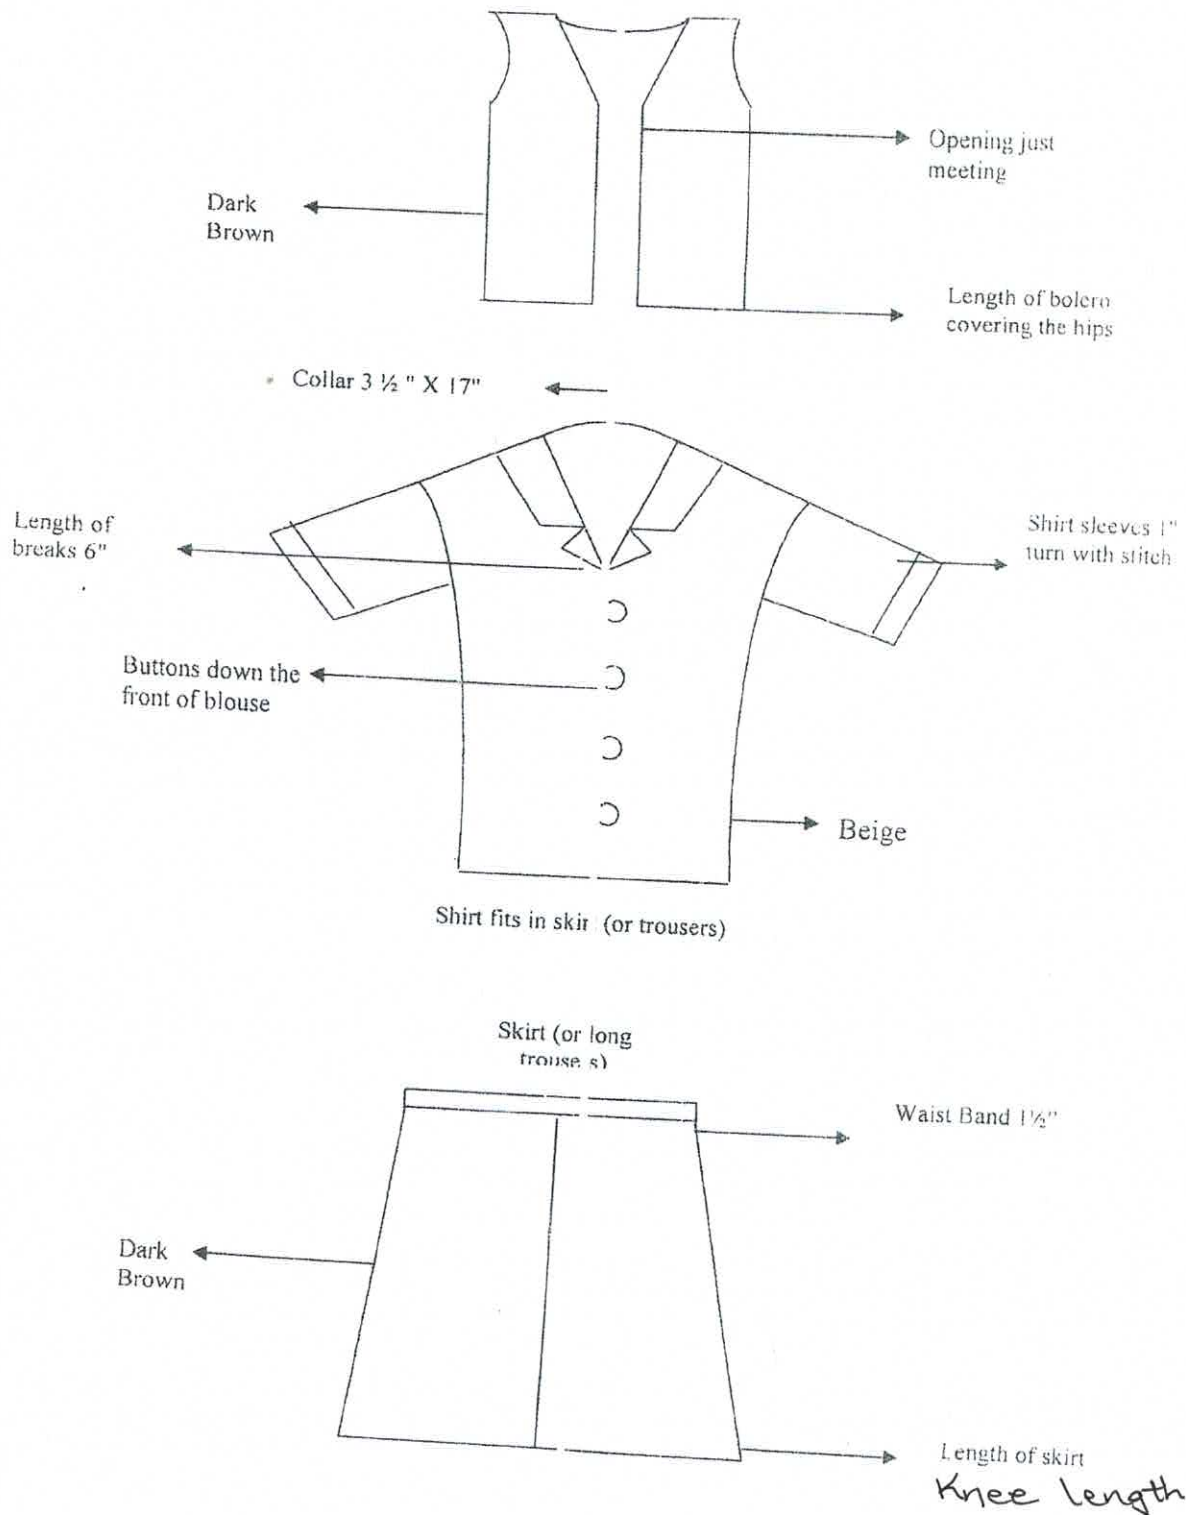 Opening just
meeting
Dark
Brown
Length of bolero
covering the hips
Collar 3 ½ " X 17"
Length of
breaks 6"
Shirt sleeves 1"
turn with stitch
Buttons down the
front of blouse
Beige
Shirt fits in skir (or trousers)
Skirt (or long
trouse s)
Waist Band 1½"
Dark
Brown
Length of skirt
Knee length